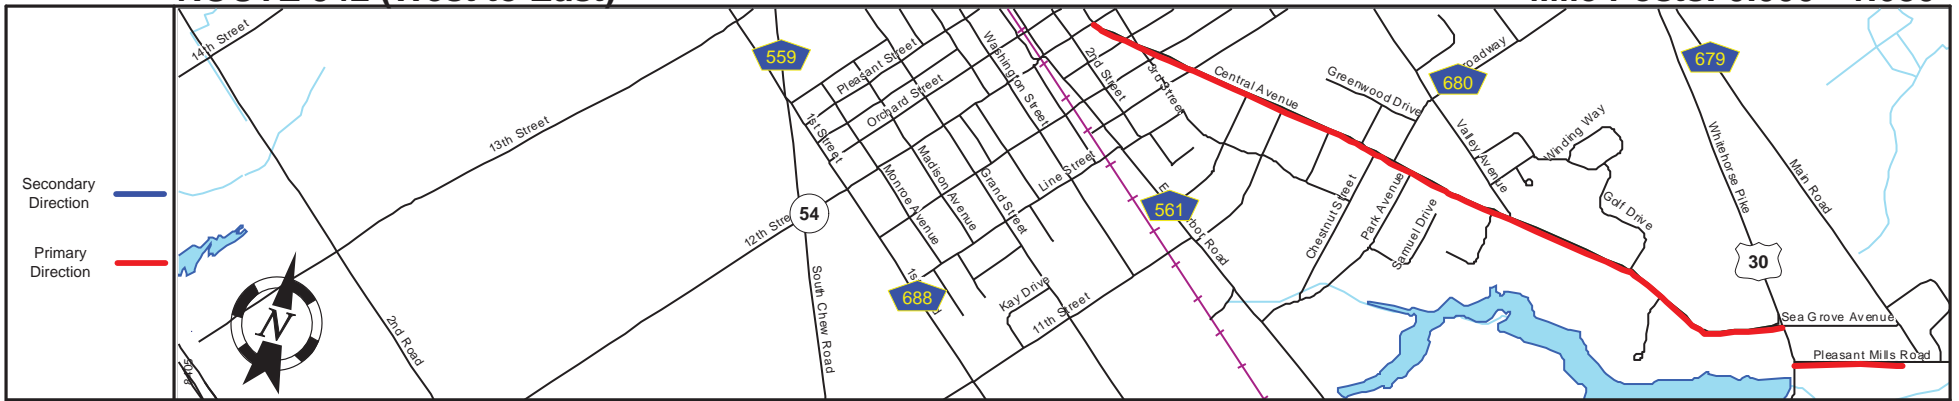 Secondary
Direction
Primary
Direction
14th Street
13th Street
2nd Road
559
Pleasant Street
Orchard Street
1st Street
54
12th
South Chew Road
Monroe Avenue
Madison Avenue
Grand Street
Line Street
Washington Street
688
Kay Drive
11th Street
2nd Street
3rd Street
561
Road
Central Avenue
Greenwood Drive
680
Chestnut Street
Park Avenue
Samuel Drive
Valley Avenue
Winding Way
Golf Drive
679
Whitehorse Pike
Main Road
30
Sea Grove Avenue
Pleasant Mills Road
N